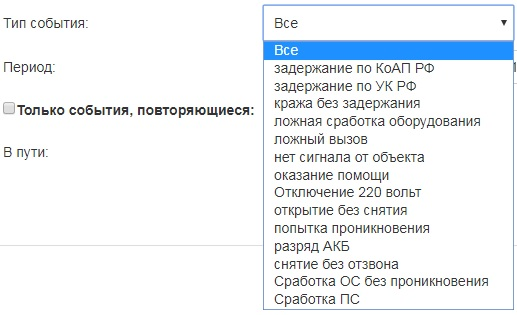 Тип события:
Все
Все
Период:
задержание по КоАП РФ
задержание по УК РФ
Только события, повторяющиеся:
кража без задержания
ложная сработка оборудования
ложный вызов
В пути:
нет сигнала от объекта
оказание помощи
Отключение 220 вольт
открытие без снятия
попытка проникновения
разряд АКБ
снятие без отзвона
Сработка ОС без проникновения
Сработка ПС